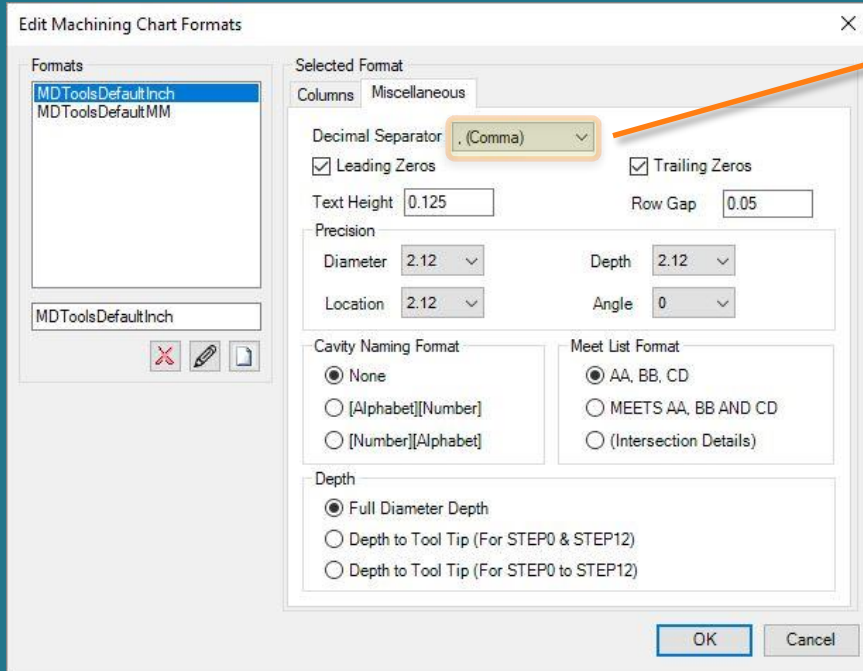 Edit Machining Chart Formats
Formats
MDToolsDefaultInch
MDToolsDefaultMM
MDToolsDefaultInch
Selected Format
Columns Miscellaneous
Decimal Separator , (Comma)
Leading Zeros Trailing Zeros
Text Height 0.125 Row Gap 0.05
Precision
Diameter 2.12 Depth 2.12
Location 2.12 Angle 0
Cavity Naming Format Meet List Format
None AA, BB, CD
[Alphabet][Number] MEETS AA, BB AND CD
[Number][Alphabet] (Intersection Details)
Depth
Full Diameter Depth
Depth to Tool Tip (For STEP0 & STEP12)
Depth to Tool Tip (For STEP0 to STEP12)
OK Cancel